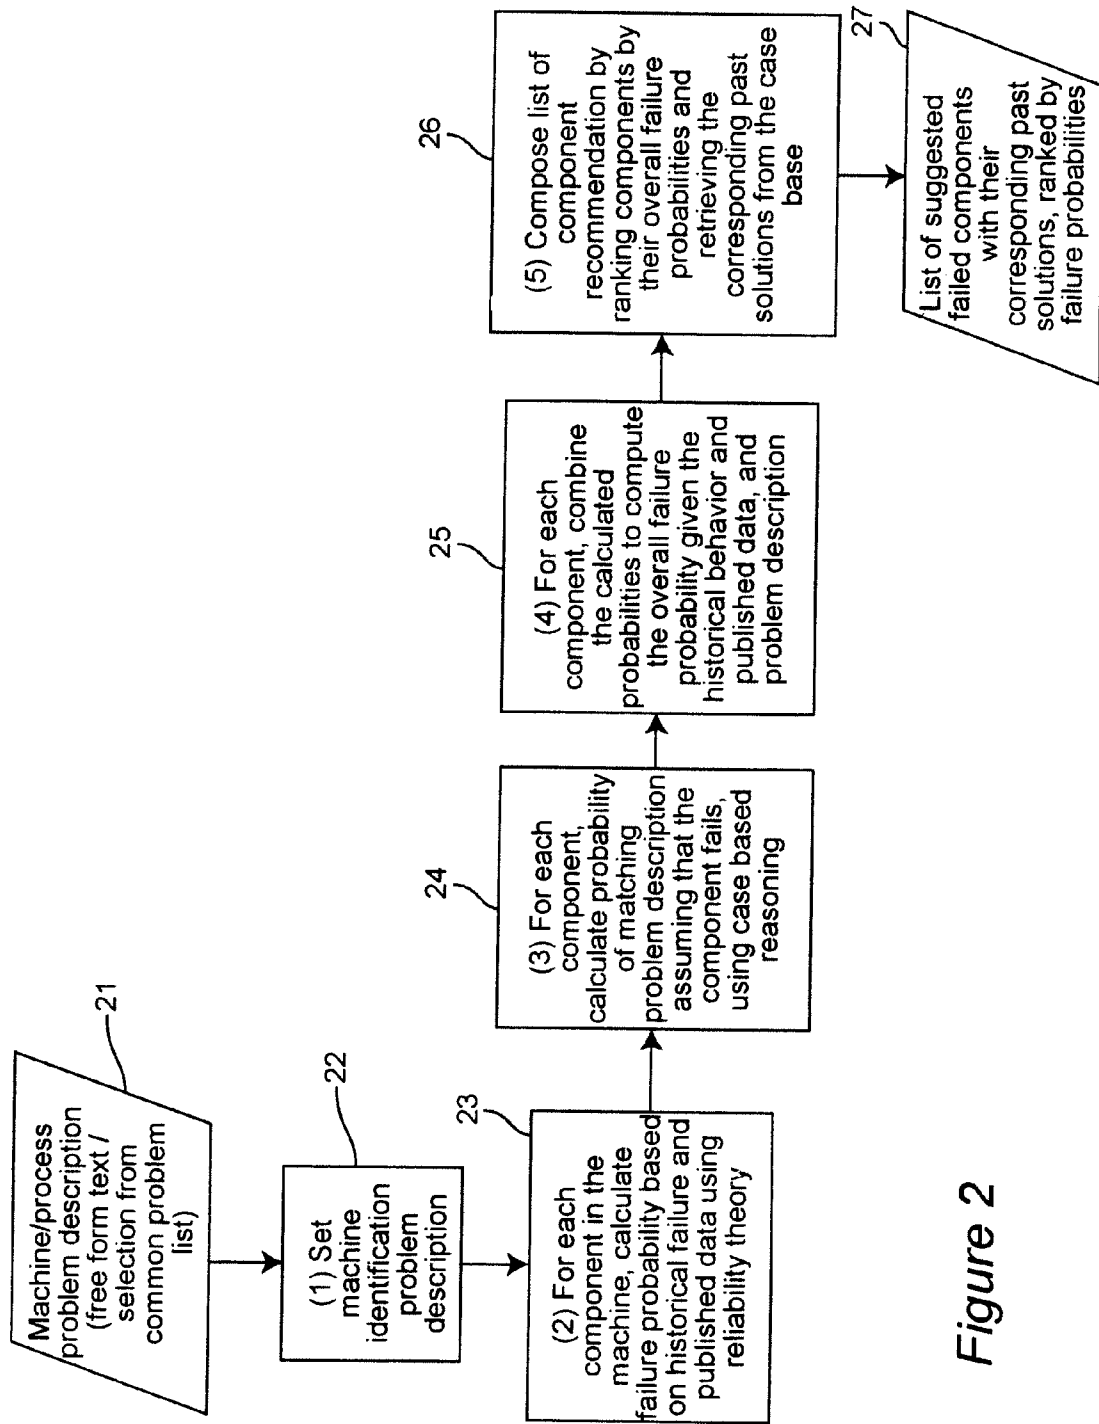 Machine/process
problem description
(free form text /
selection from
common problem
list)
21
(1) Set
machine
identification
problem
description
22
(2) For each
component in the
machine, calculate
failure probability based
on historical failure and
published data using
reliability theory
23
(3) For each
component,
calculate probability
of matching
problem description
assuming that the
component fails,
using case based
reasoning
24
(4) For each
component, combine
the calculated
probabilities to compute
the overall failure
probability given the
historical behavior and
published data, and
problem description
25
(5) Compose list of
component
recommendation by
ranking components by
their overall failure
probabilities and
retrieving the
corresponding past
solutions from the case
base
26
List of suggested
failed components
with their
corresponding past
solutions, ranked by
failure probabilities
27
Figure 2